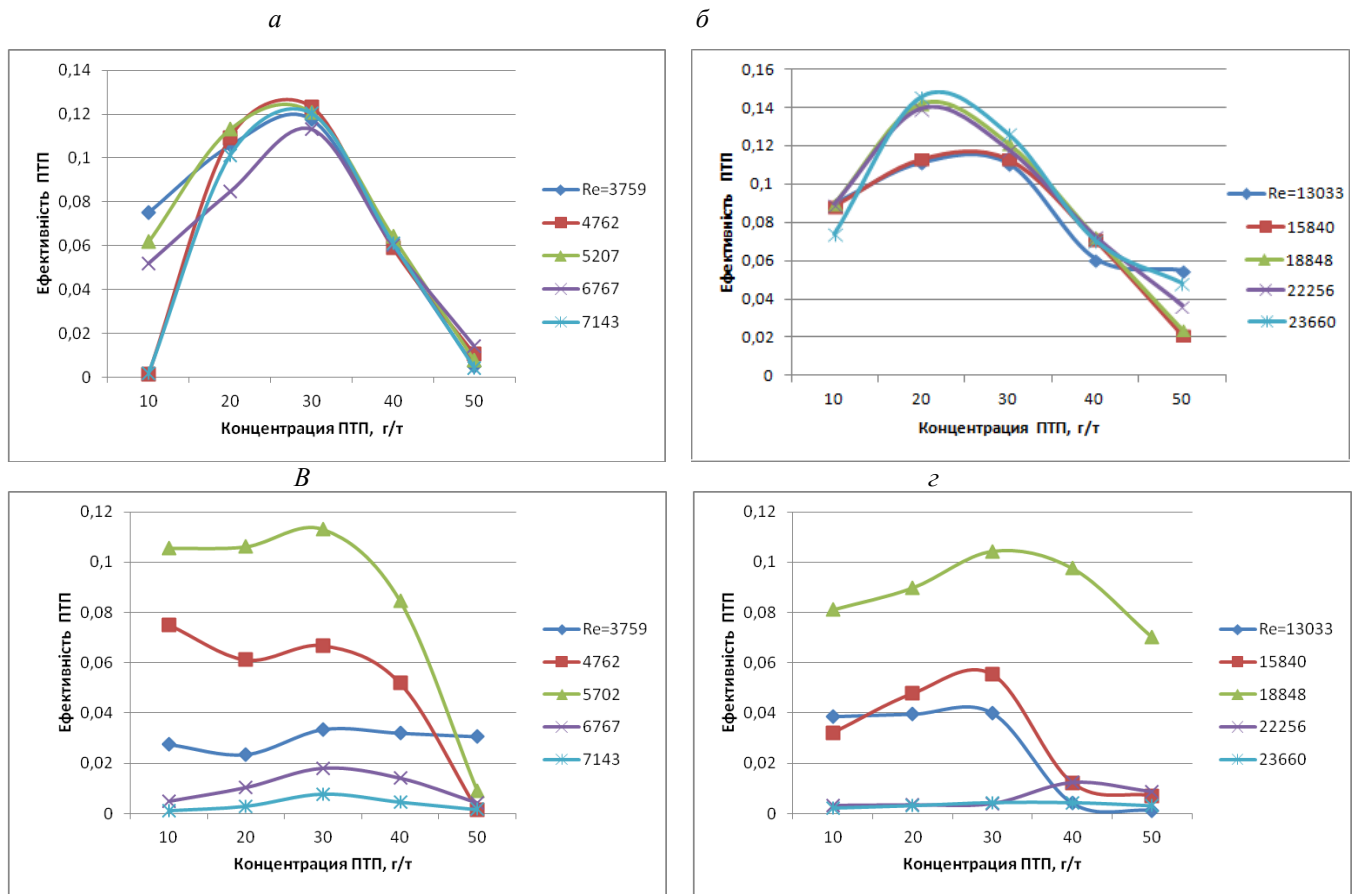 а
б
0,14
0,12
0,1
0,08
0,06
0,04
0,02
0
Ефективність ПТП
10 20 30 40 50
Концентрация ПТП, г/т
Re=3759
4762
5207
6767
7143
0,16
0,14
0,12
0,1
0,08
0,06
0,04
0,02
0
Ефективність ПТП
10 20 30 40 50
Концентрация ПТП, г/т
Re=13033
15840
18848
22256
23660
В
г
0,12
0,1
0,08
0,06
0,04
0,02
0
Ефективність ПТП
10 20 30 40 50
Концентрация ПТП, г/т
Re=3759
4762
5702
6767
7143
0,12
0,1
0,08
0,06
0,04
0,02
0
Ефективність ПТП
10 20 30 40 50
Концентрация ПТП, г/т
Re=13033
15840
18848
22256
23660